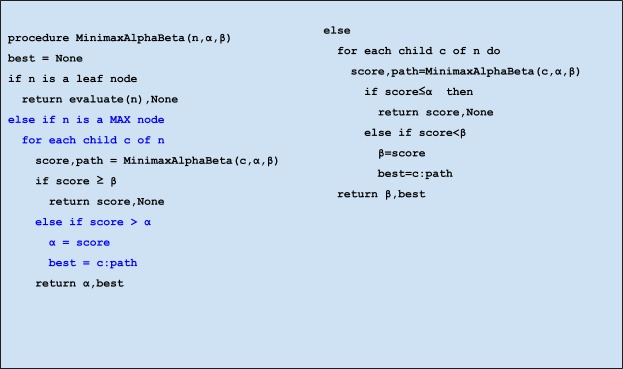 procedure MinimaxAlphaBeta(n,α,β)
best = None
if n is a leaf node
return evaluate(n),None
else if n is a MAX node
for each child c of n
score,path = MinimaxAlphaBeta(c,α,β)
if score ≥ β
return score,None
else if score > α
α = score
best = c:path
return α,best
else
for each child c of n do
score,path=MinimaxAlphaBeta(c,α,β)
if score≤α then
return score,None
else if score<β
β=score
best=c:path
return β,best